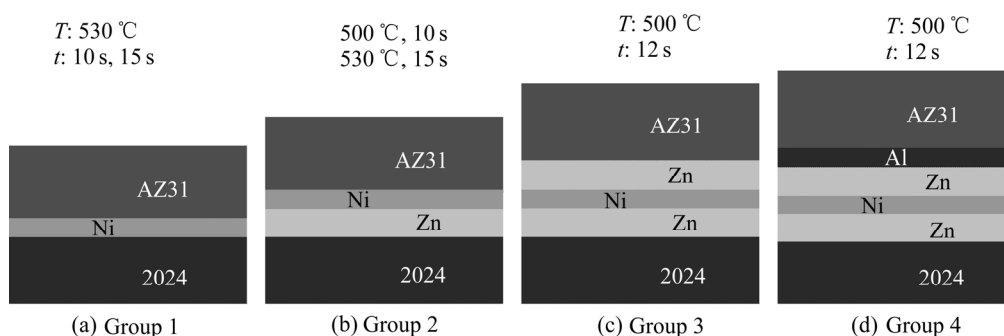 T: 530 ℃
t: 10 s, 15 s
AZ31
Ni
2024
(a) Group 1
500 ℃, 10 s
530 ℃, 15 s
AZ31
Ni
Zn
2024
(b) Group 2
T: 500 ℃
t: 12 s
AZ31
Zn
Ni
Zn
2024
(c) Group 3
T: 500 ℃
t: 12 s
AZ31
Al
Zn
Ni
Zn
2024
(d) Group 4